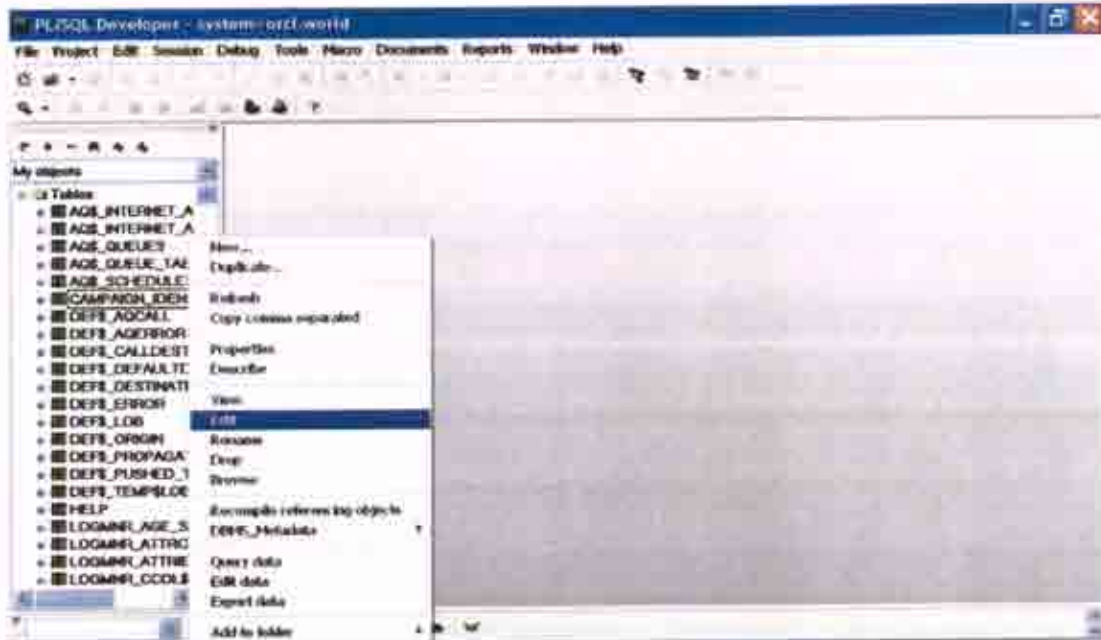 PL/SQL Developer - system@orcl.world
File Project Edit Session Debug Tools Macro Documents Reports Window Help
My objects
Tables
AQ$_INTERNET_A
AQ$_INTERNET_A
AQ$_QUEUES
AQ$_QUEUE_TAB
AQ$_SCHEDULE
CAMPAIGN_IDEN
DEF$_AQCALL
DEF$_AQERROR
DEF$_CALLDEST
DEF$_DEFAULTD
DEF$_DESTINATI
DEF$_ERROR
DEF$_LOB
DEF$_ORIGIN
DEF$_PROPAGA
DEF$_PUSHED_T
DEF$_TEMP$LOB
HELP
LOGMNR_AGE_S
LOGMNR_ATTRC
LOGMNR_ATTRIE
LOGMNR_CCOL$
New...
Duplicate...
Refresh
Copy comma separated
Properties
Describe
View
Edit
Rename
Drop
Browse
Recompile referencing objects
DBMS_Metadata
Query data
Edit data
Export data
Add to folder